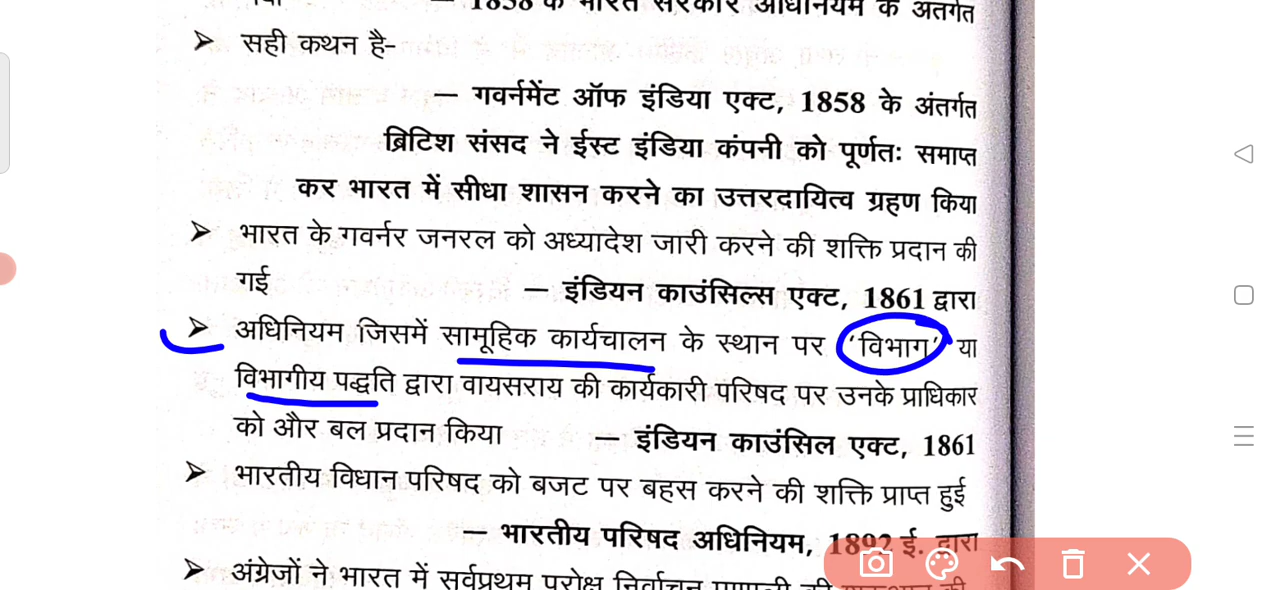 — 1858 के भारत सरकार अधिनियम के अंतर्गत
➤ सही कथन है-
— गवर्नमेंट ऑफ इंडिया एक्ट, 1858 के अंतर्गत
ब्रिटिश संसद ने ईस्ट इंडिया कंपनी को पूर्णतः समाप्त
कर भारत में सीधा शासन करने का उत्तरदायित्व ग्रहण किया
➤ भारत के गवर्नर जनरल को अध्यादेश जारी करने की शक्ति प्रदान की
गई — इंडियन काउंसिल्स एक्ट, 1861 द्वारा
➤ अधिनियम जिसमें सामूहिक कार्यचालन के स्थान पर 'विभाग' या
विभागीय पद्धति द्वारा वायसराय की कार्यकारी परिषद पर उनके प्राधिकार
को और बल प्रदान किया — इंडियन काउंसिल एक्ट, 1861
➤ भारतीय विधान परिषद को बजट पर बहस करने की शक्ति प्राप्त हुई
— भारतीय परिषद अधिनियम, 1892 ई. द्वारा
➤ अंग्रेजों ने भारत में सर्वप्रथम परोक्ष निर्वाचन